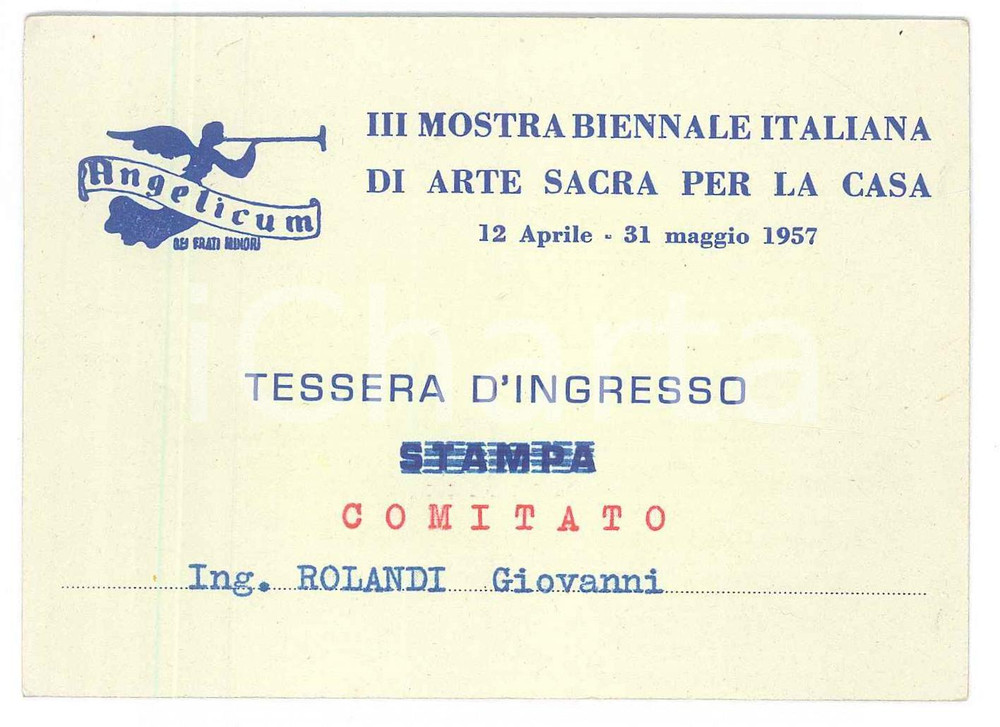 III MOSTRA BIENNALE ITALIANA
DI ARTE SACRA PER LA CASA
12 Aprile - 31 maggio 1957
Angelicum
DEI FRATI MINORI
iCharta
TESSERA D'INGRESSO
STAMPA
COMITATO
Ing. ROLANDI Giovanni